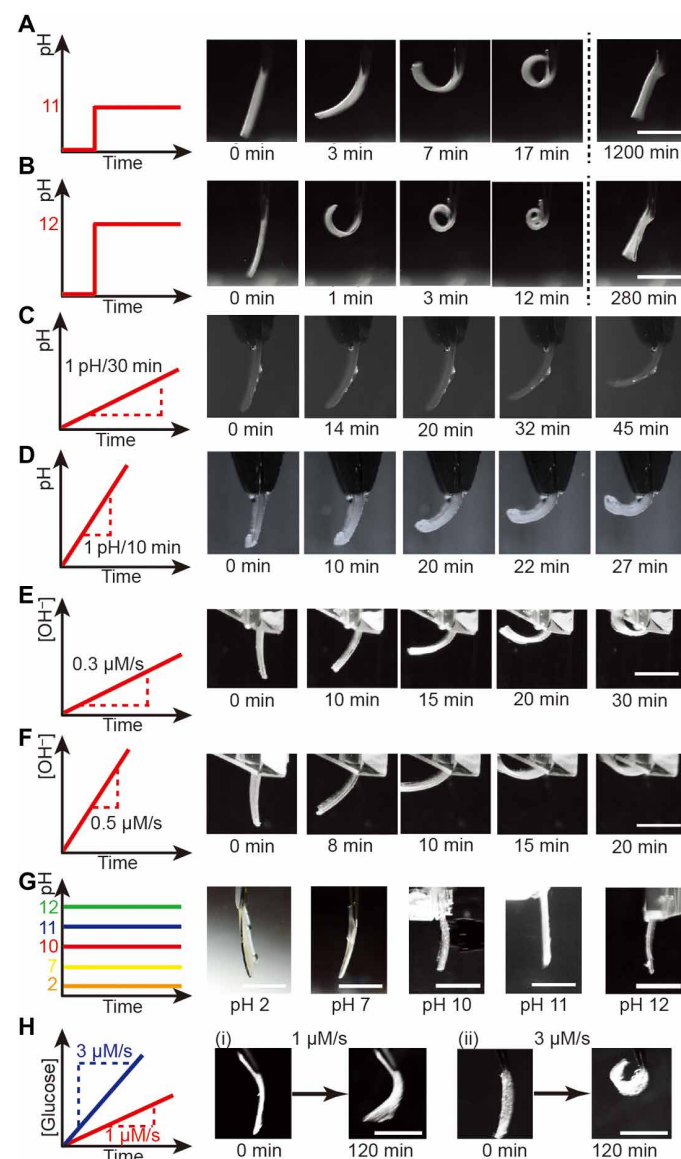 A
pH
11
Time
0 min 3 min 7 min 17 min 1200 min
B
pH
12
Time
0 min 1 min 3 min 12 min 280 min
C
pH
1 pH/30 min
Time
0 min 14 min 20 min 32 min 45 min
D
pH
1 pH/10 min
Time
0 min 10 min 20 min 22 min 27 min
E
[OH⁻]
0.3 µM/s
Time
0 min 10 min 15 min 20 min 30 min
F
[OH⁻]
0.5 µM/s
Time
0 min 8 min 10 min 15 min 20 min
G
pH
12
11
10
7
2
Time
pH 2 pH 7 pH 10 pH 11 pH 12
H
[Glucose]
3 µM/s
1 µM/s
Time
(i) 1 µM/s (ii) 3 µM/s
0 min 120 min 0 min 120 min